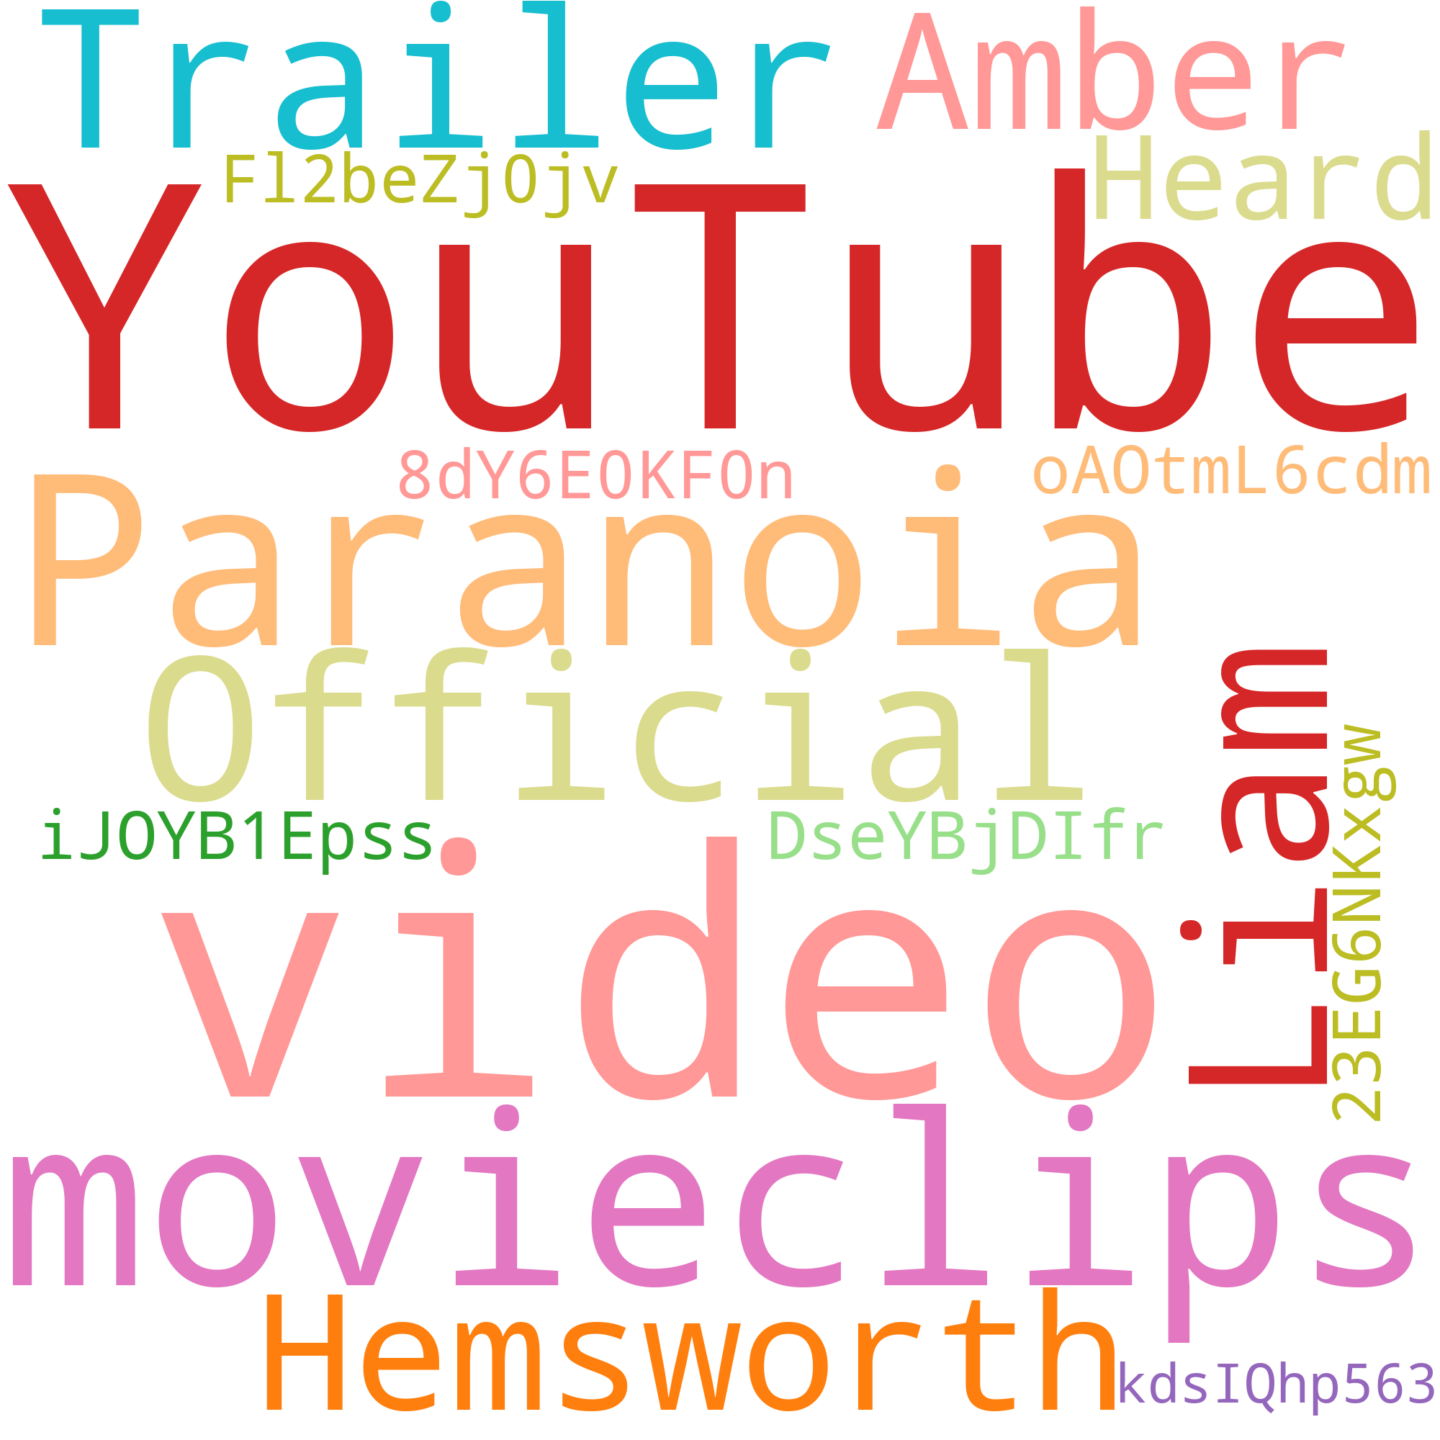 Trailer
Amber
Fl2beZj0jv
Heard
YouTube
8dY6E0KF0n
oAOtmL6cdm
Paranoia
Official
Liam
23EG6NKxgw
iJOYB1Epss
DseYBjDIfr
video
movieclips
Hemsworth
kdsIQhp563